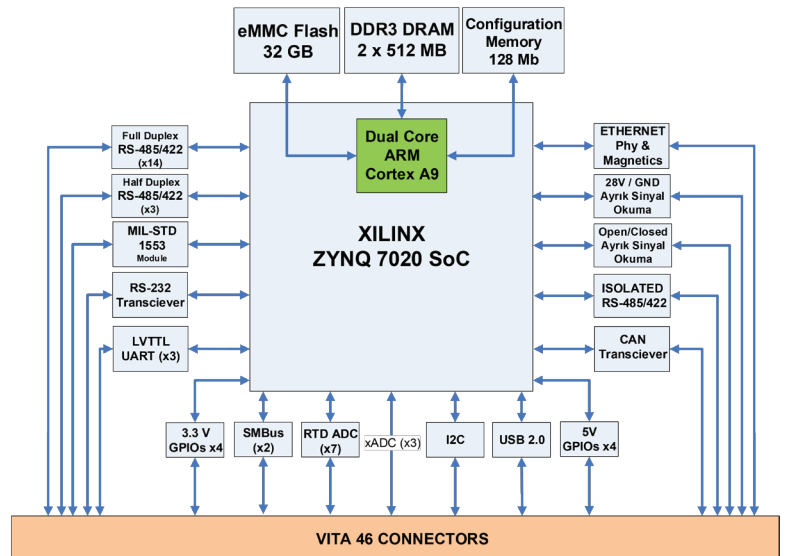 eMMC Flash
32 GB
DDR3 DRAM
2 x 512 MB
Configuration
Memory
128 Mb
Dual Core
ARM
Cortex A9
XILINX
ZYNQ 7020 SoC
Full Duplex
RS-485/422
(x14)
Half Duplex
RS-485/422
(x3)
MIL-STD
1553
Module
RS-232
Transciever
LVTTL
UART (x3)
ETHERNET
Phy &
Magnetics
28V / GND
Ayrık Sinyal
Okuma
Open/Closed
Ayrık Sinyal
Okuma
ISOLATED
RS-485/422
CAN
Transciever
3.3 V
GPIOs x4
SMBus
(x2)
RTD ADC
(x7)
xADC (x3)
I2C
USB 2.0
5V
GPIOs x4
VITA 46 CONNECTORS